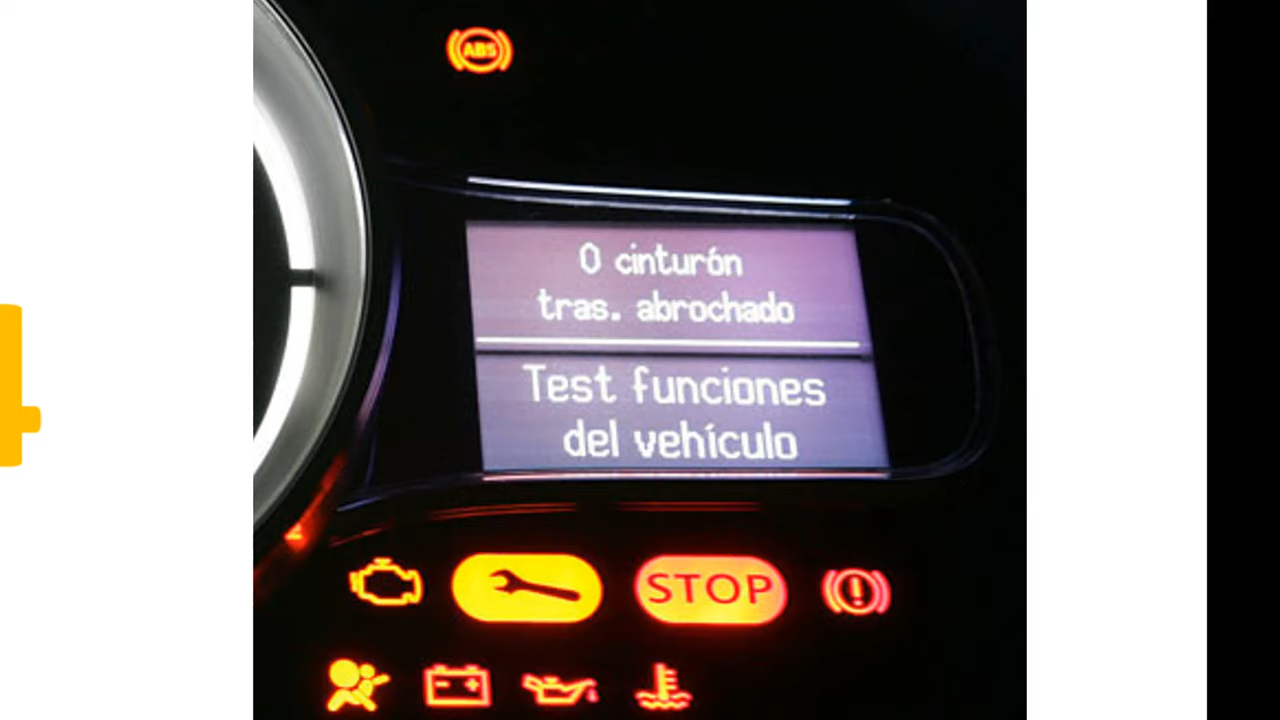 ABS
0 cinturón
tras. abrochado
Test funciones
del vehículo
STOP